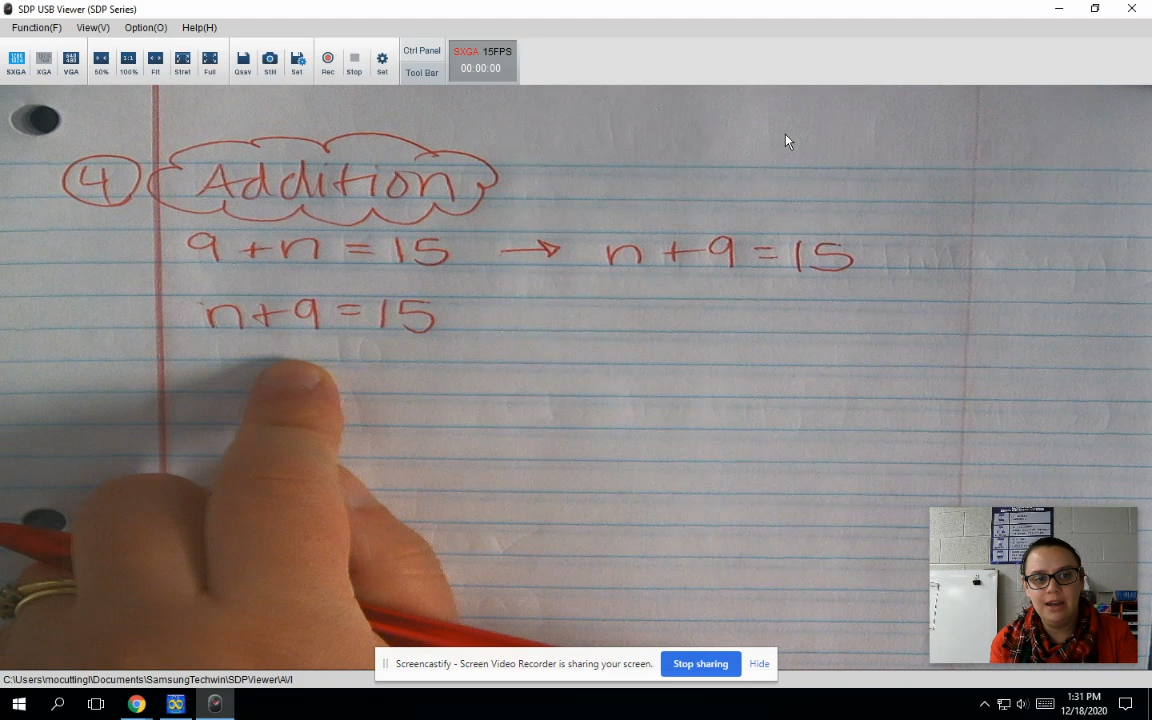 SDP USB Viewer (SDP Series)
Function(F) View(V) Option(O) Help(H)
SXGA XGA VGA 50% 100% Fit Stret Full Qsav Still Set. Rec Stop Set
Ctrl Panel
Tool Bar
SXGA 15FPS
00:00:00
4 Addition
9 + n = 15 → n + 9 = 15
n + 9 = 15
Screencastify - Screen Video Recorder is sharing your screen. Stop sharing Hide
C:\Users\mocuttingl\Documents\SamsungTechwin\SDPViewer\AVI
1:31 PM
12/18/2020